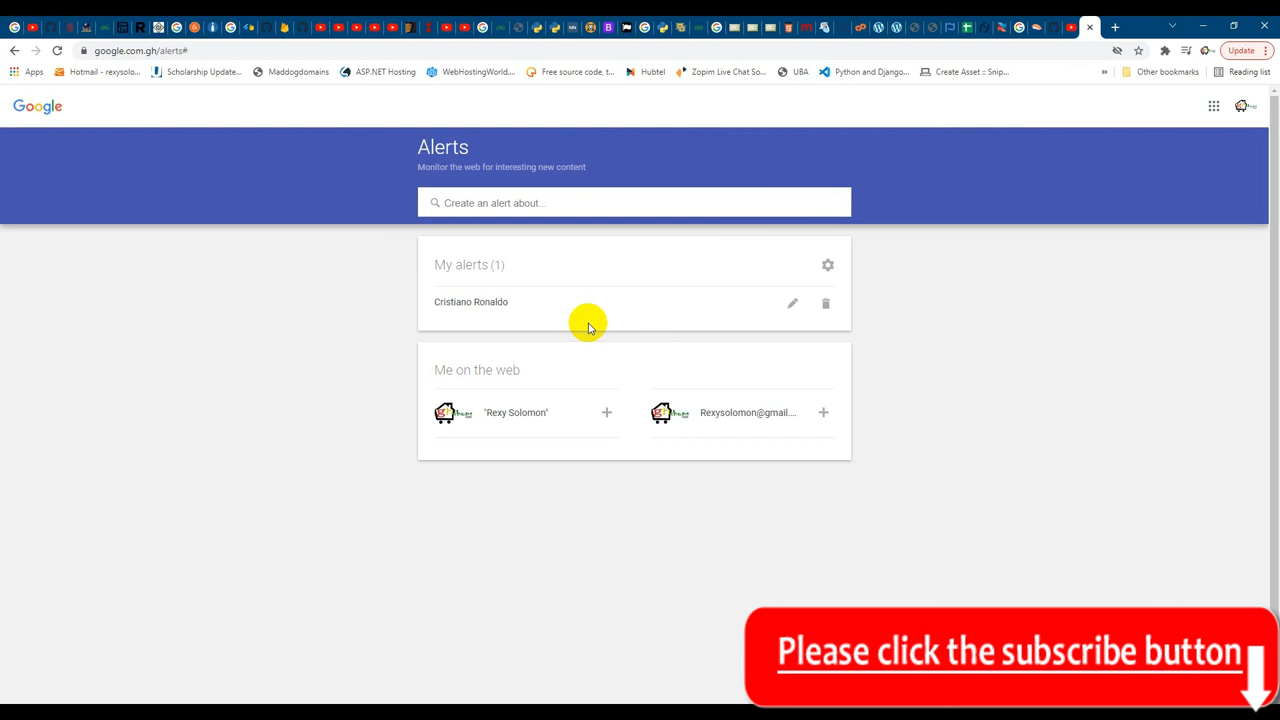 google.com.gh/alerts#
Update
Apps
Hotmail - rexysolo...
Scholarship Update...
Maddogdomains
ASP.NET Hosting
WebHostingWorld....
Free source code, t...
Hubtel
Zopim Live Chat So...
UBA
Python and Django...
Create Asset :: Snip...
»
Other bookmarks
Reading list
Google
Alerts
Monitor the web for interesting new content
Create an alert about...
My alerts (1)
Cristiano Ronaldo
Me on the web
"Rexy Solomon"
Rexysolomon@gmail....
Please click the subscribe button